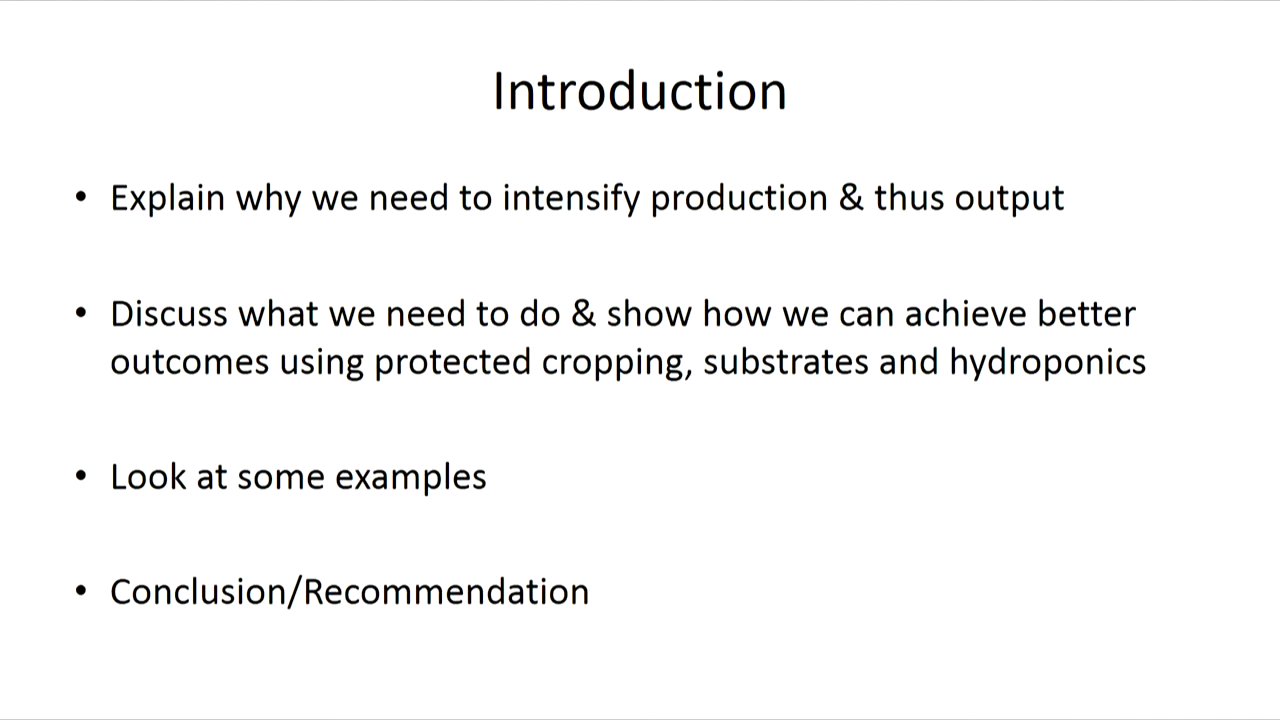 Introduction
• Explain why we need to intensify production & thus output
• Discuss what we need to do & show how we can achieve better
outcomes using protected cropping, substrates and hydroponics
• Look at some examples
• Conclusion/Recommendation